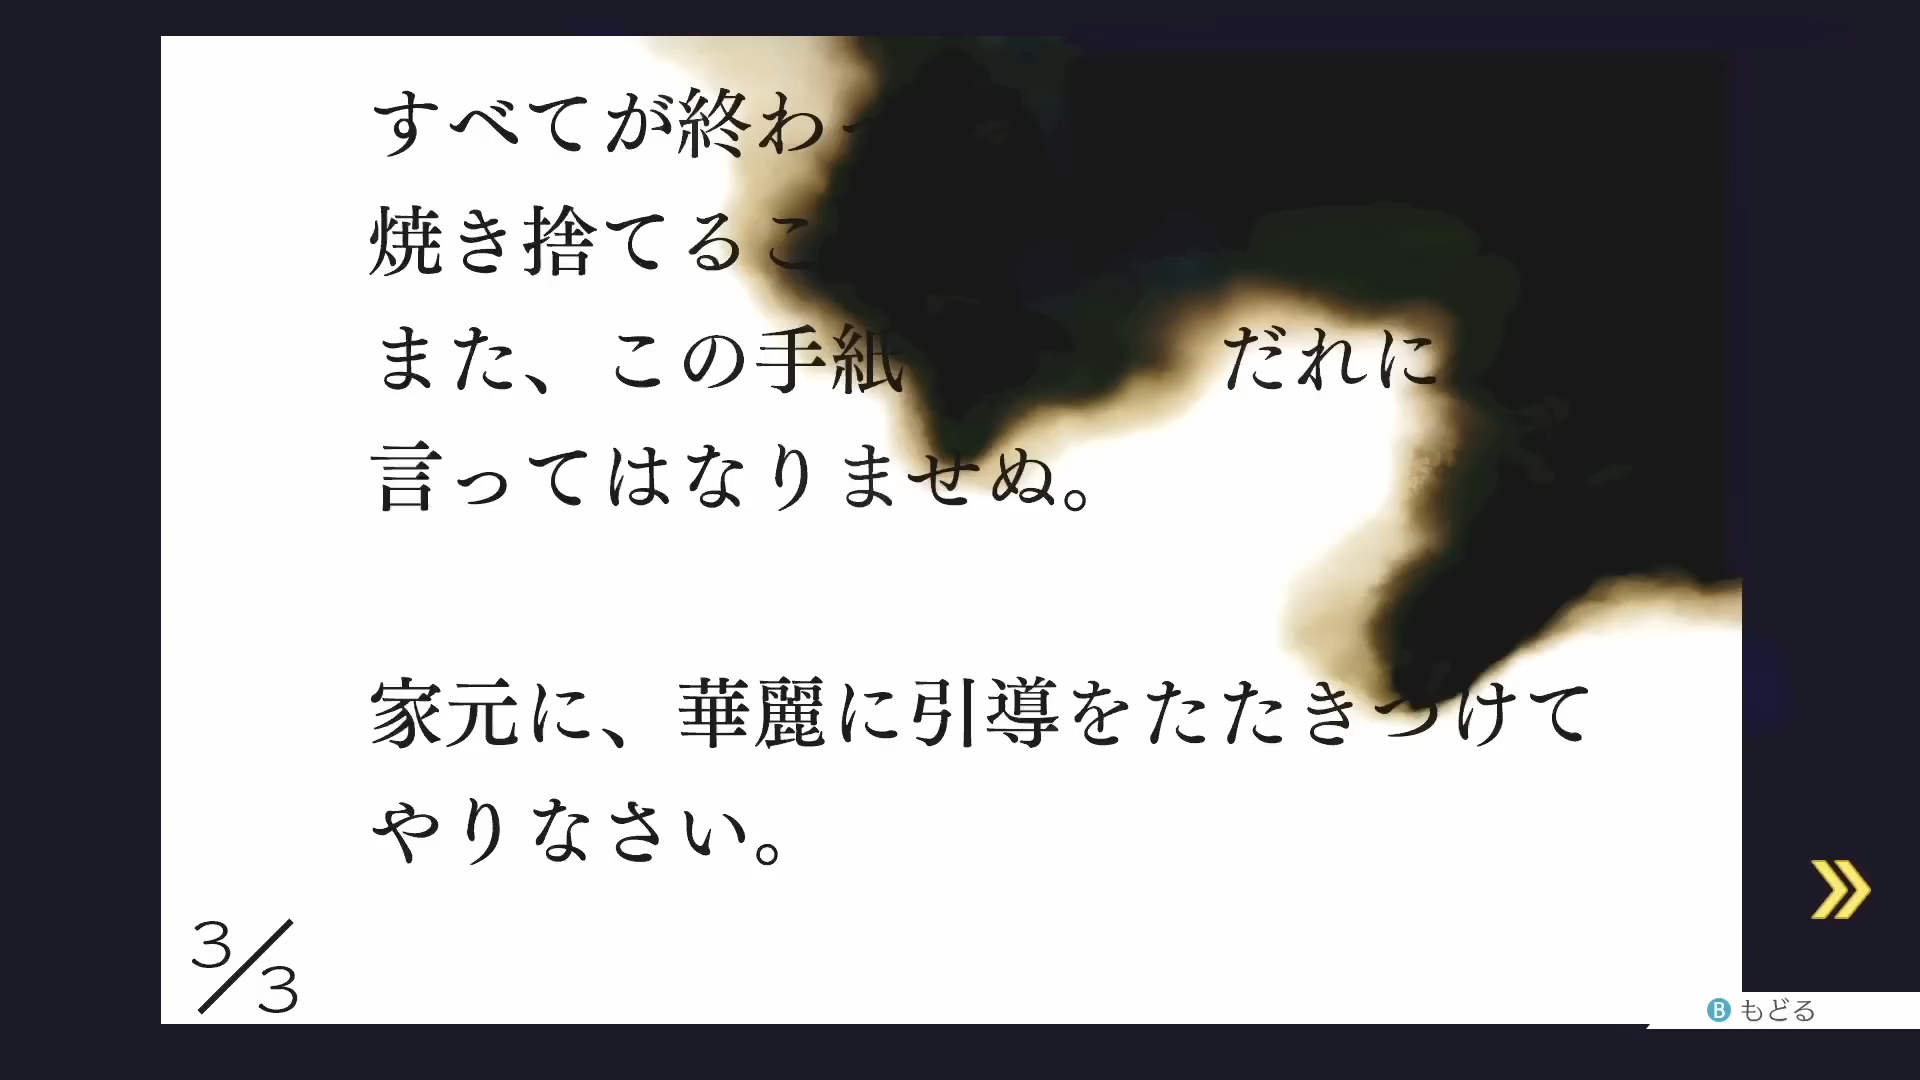 すべてが終わっ
焼き捨てるこ
また、この手紙 だれに
言ってはなりませぬ。
家元に、華麗に引導をたたきつけて
やりなさい。
3/3
B もどる